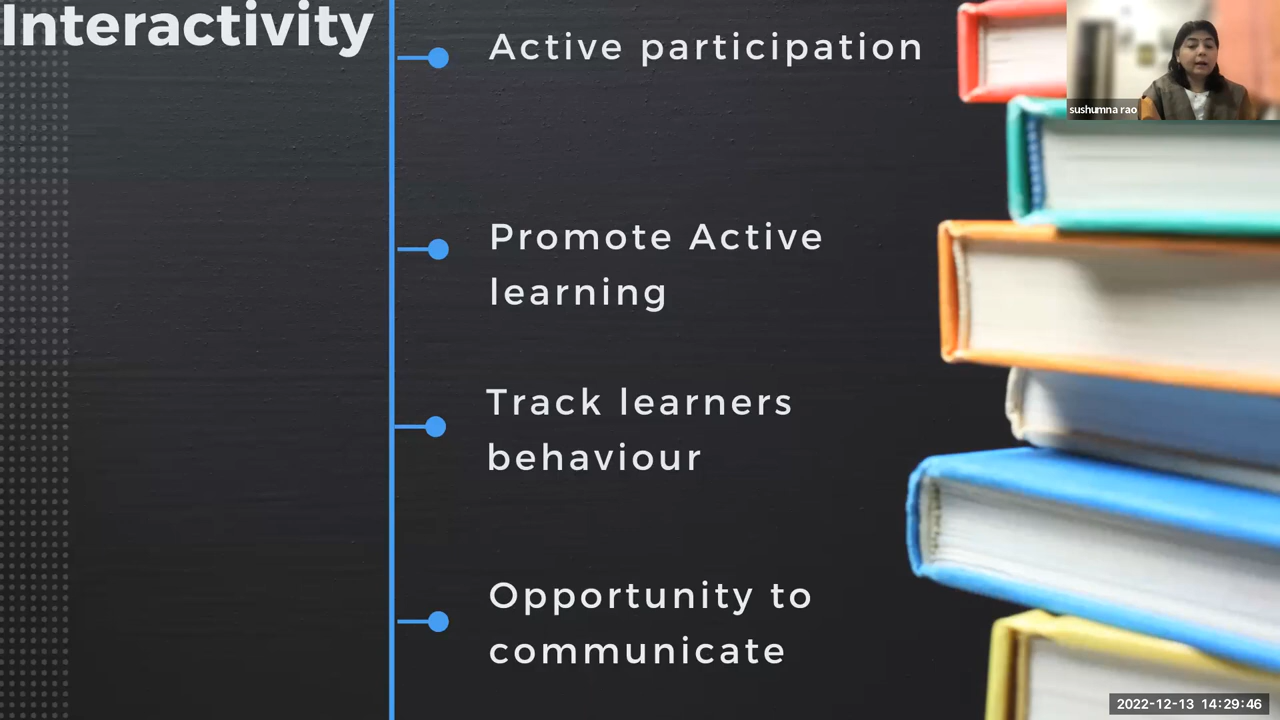 Interactivity
Active participation
Promote Active
learning
Track learners
behaviour
Opportunity to
communicate
sushumna rao
2022-12-13 14:29:46